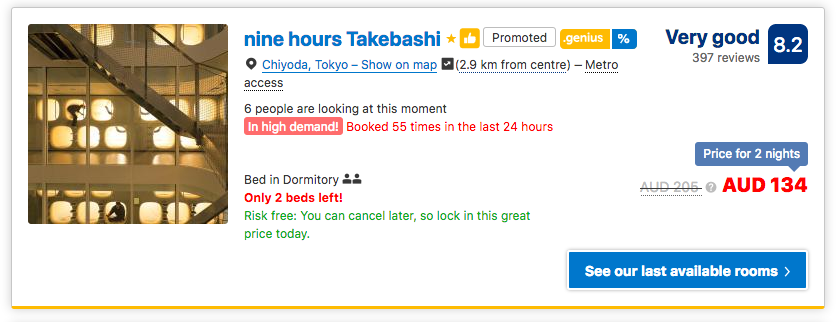 nine hours Takebashi Promoted .genius %
Very good 8.2
397 reviews
Chiyoda, Tokyo – Show on map (2.9 km from centre) – Metro
access
6 people are looking at this moment
In high demand! Booked 55 times in the last 24 hours
Price for 2 nights
Bed in Dormitory
AUD 205 ? AUD 134
Only 2 beds left!
Risk free: You can cancel later, so lock in this great
price today.
See our last available rooms